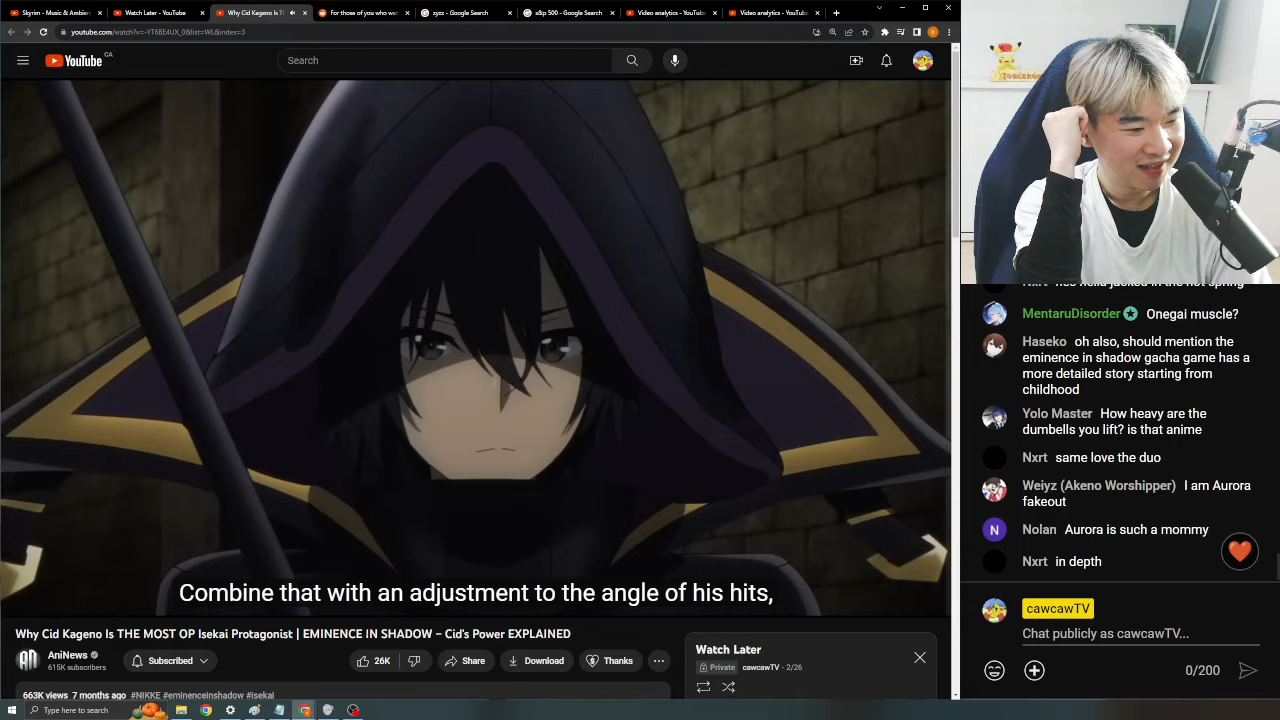 Skyrim - Music & Ambien
Watch Later - YouTube
Why Cid Kageno Is T
For those of you who wa
zyzz - Google Search
s&p 500 - Google Search
Video analytics - YouTub
Video analytics - YouTub
youtube.com/watch?v=-YT6BE4UX_0&list=WL&index=3
YouTube CA
Search
Combine that with an adjustment to the angle of his hits,
Why Cid Kageno Is THE MOST OP Isekai Protagonist | EMINENCE IN SHADOW – Cid's Power EXPLAINED
AniNews
615K subscribers
Subscribed
26K
Share
Download
Thanks
663K views 7 months ago #NIKKE #eminenceinshadow #isekai
Watch Later
Private cawcawTV - 2/26
Type here to search
MentaruDisorder Onegai muscle?
Haseko oh also, should mention the
eminence in shadow gacha game has a
more detailed story starting from
childhood
Yolo Master How heavy are the
dumbells you lift? is that anime
Nxrt same love the duo
Weiyz (Akeno Worshipper) I am Aurora
fakeout
N Nolan Aurora is such a mommy
Nxrt in depth
cawcawTV
Chat publicly as cawcawTV...
0/200